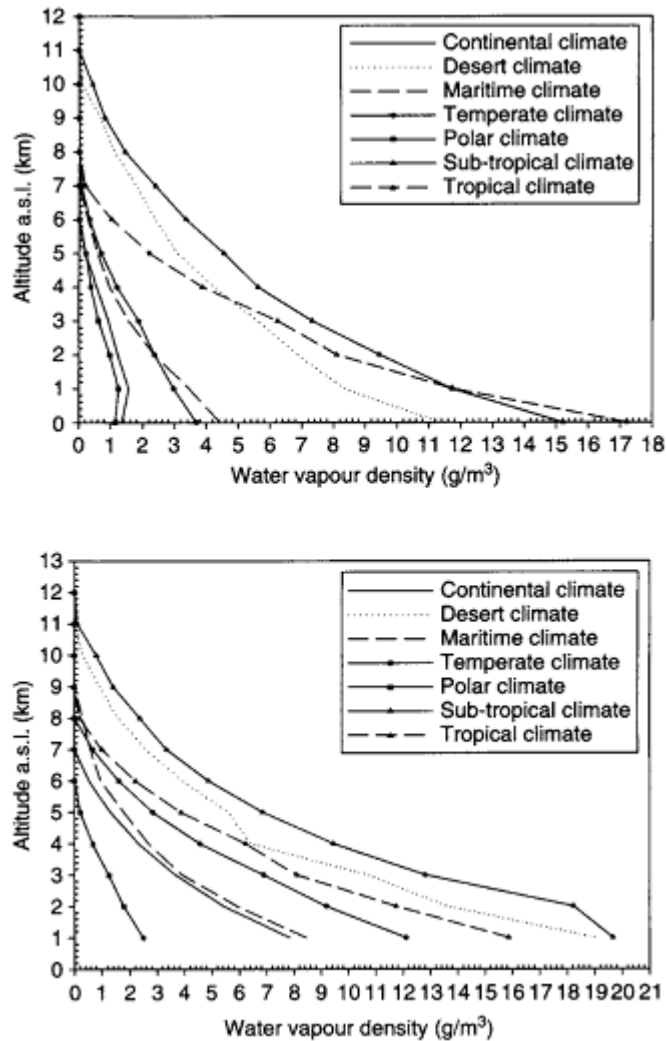 12
11
10
9
8
7
6
5
4
3
2
1
0
Altitude a.s.l. (km)
Continental climate
Desert climate
Maritime climate
Temperate climate
Polar climate
Sub-tropical climate
Tropical climate
0 1 2 3 4 5 6 7 8 9 10 11 12 13 14 15 16 17 18
Water vapour density (g/m³)
13
12
11
10
9
8
7
6
5
4
3
2
1
0
Altitude a.s.l. (km)
Continental climate
Desert climate
Maritime climate
Temperate climate
Polar climate
Sub-tropical climate
Tropical climate
0 1 2 3 4 5 6 7 8 9 10 11 12 13 14 15 16 17 18 19 20 21
Water vapour density (g/m³)